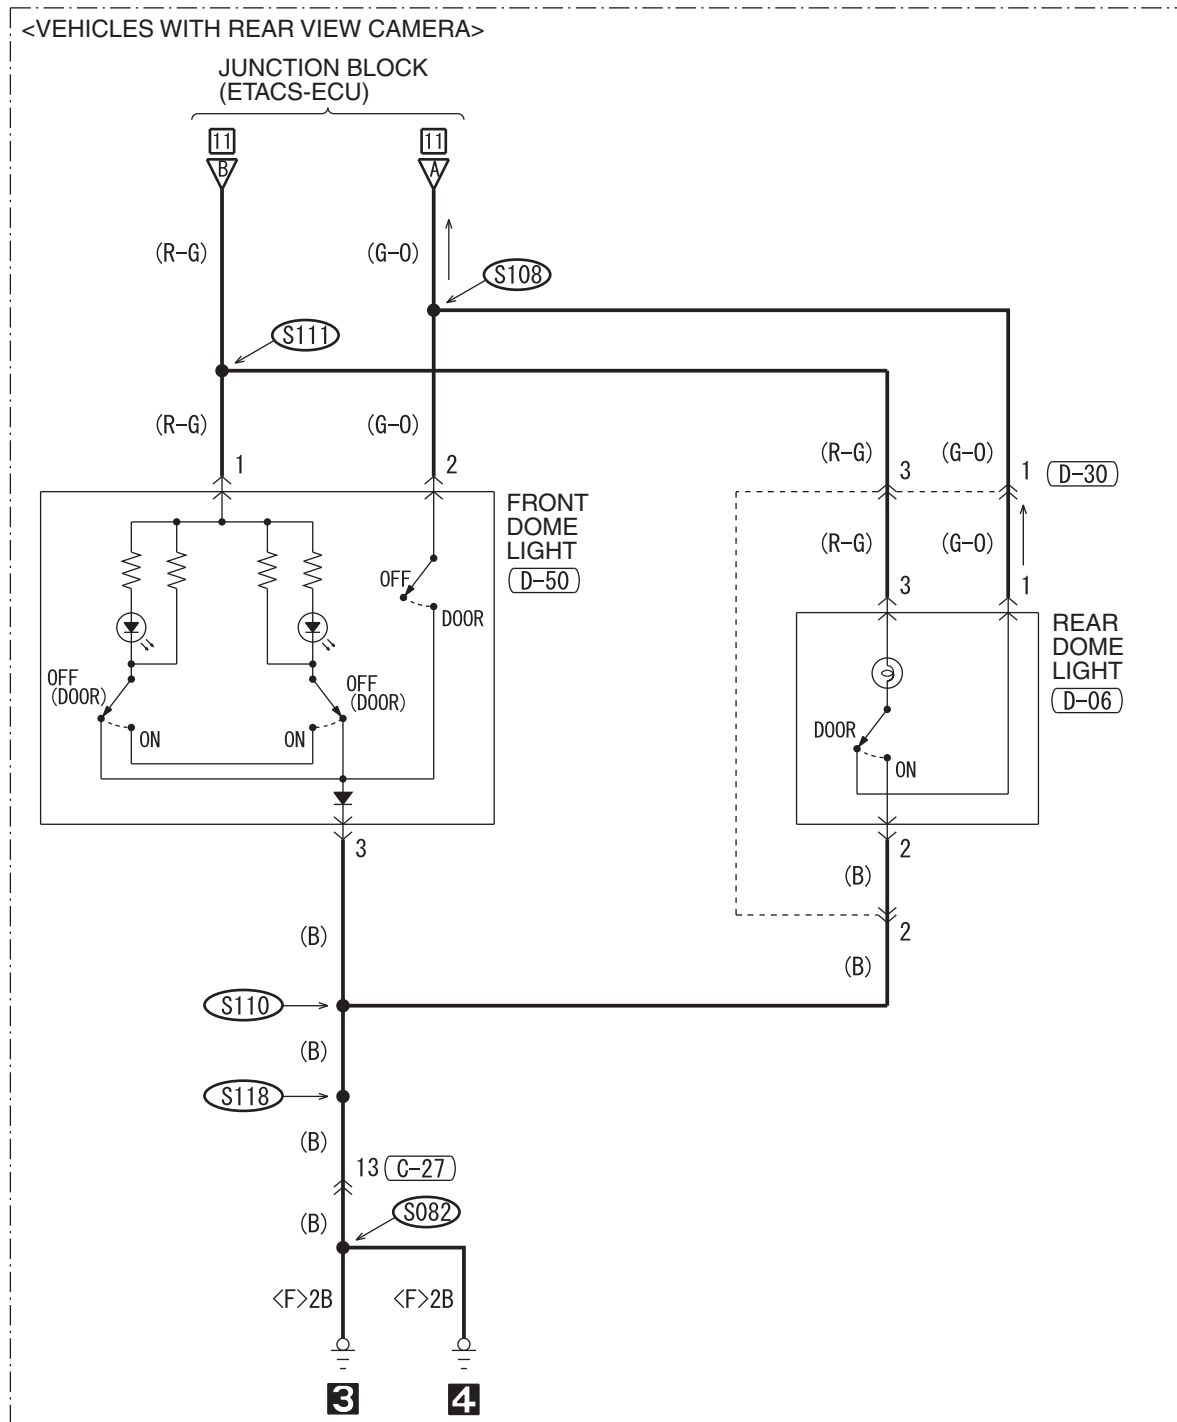 <VEHICLES WITH REAR VIEW CAMERA>
JUNCTION BLOCK
(ETACS-ECU)
11
11
B
A
(R-G)
(G-O)
S108
S111
(R-G)
(G-O)
(R-G)
(G-O)
1
2
3
1
D-30
FRONT
DOME
LIGHT
D-50
(R-G)
(G-O)
OFF
DOOR
3
1
REAR
DOME
LIGHT
D-06
OFF
(DOOR)
OFF
(DOOR)
ON
ON
DOOR
ON
3
2
(B)
(B)
2
(B)
S110
(B)
S118
(B)
13
C-27
(B)
S082
<F>2B
<F>2B
3
4